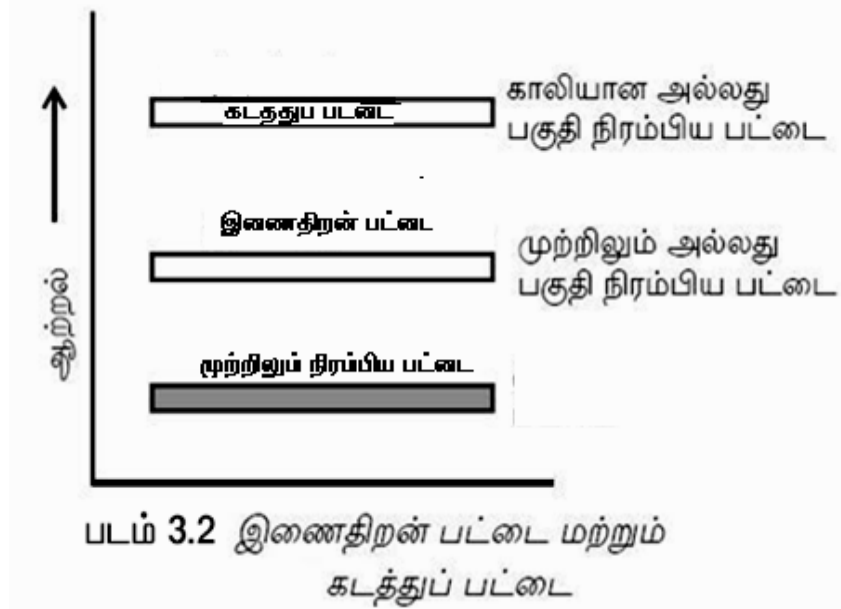 கடத்துப் பட்டை
காலியான அல்லது
பகுதி நிரம்பிய பட்டை
இணைதிறன் பட்டை
முற்றிலும் அல்லது
பகுதி நிரம்பிய பட்டை
முற்றிலும் நிரம்பிய பட்டை
ஆற்றல்
படம் 3.2 இணைதிறன் பட்டை மற்றும்
கடத்துப் பட்டை